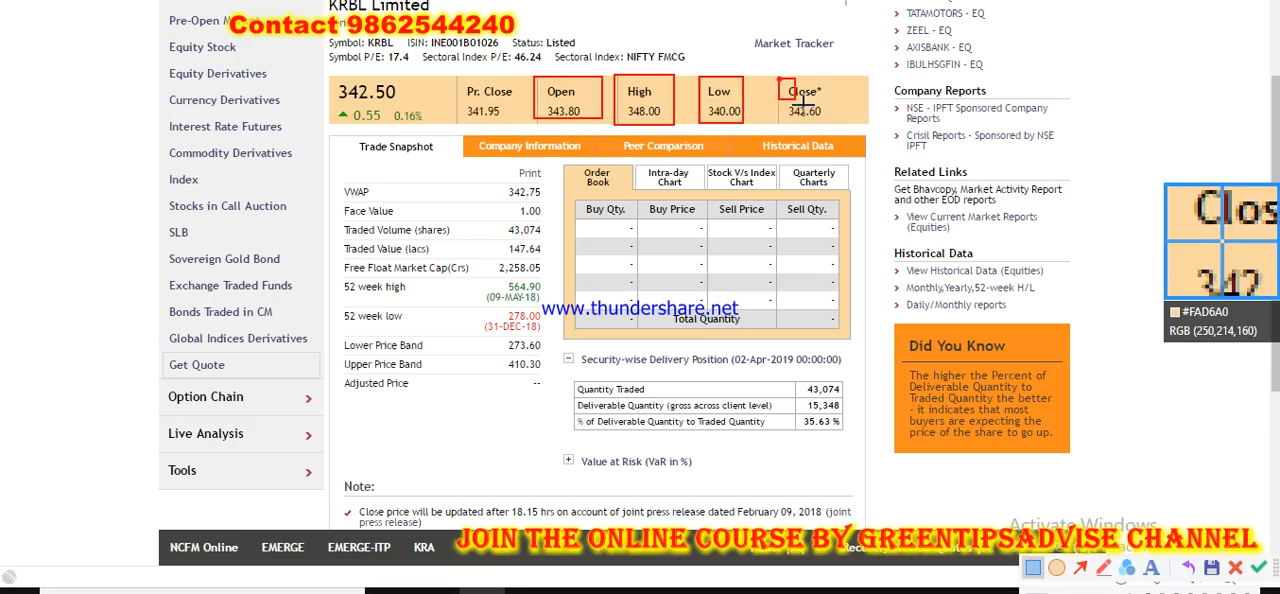 KRBL Limited
Contact 9862544240
Pre-Open M
Symbol: KRBL ISIN: INE001B01026 Status: Listed
Symbol P/E: 17.4 Sectoral Index P/E: 46.24 Sectoral Index: NIFTY FMCG
Market Tracker
Equity Stock
Equity Derivatives
Currency Derivatives
Interest Rate Futures
Commodity Derivatives
Index
Stocks in Call Auction
SLB
Sovereign Gold Bond
Exchange Traded Funds
Bonds Traded in CM
Global Indices Derivatives
Get Quote
Option Chain
Live Analysis
Tools
342.50
0.55 0.16%
Pr. Close
341.95
Open
343.80
High
348.00
Low
340.00
Close*
342.60
Trade Snapshot
Company Information
Peer Comparison
Historical Data
Print
VWAP 342.75
Face Value 1.00
Traded Volume (shares) 43,074
Traded Value (lacs) 147.64
Free Float Market Cap(Crs) 2,258.05
52 week high 564.90
(09-MAY-18)
52 week low 278.00
(31-DEC-18)
Lower Price Band 273.60
Upper Price Band 410.30
Adjusted Price --
Order Book
Intra-day Chart
Stock V/s Index Chart
Quarterly Charts
Buy Qty. Buy Price Sell Price Sell Qty.
- - - -
- - - -
- - - -
- - - -
- - - -
www.thundershare.net
- Total Quantity -
Security-wise Delivery Position (02-Apr-2019 00:00:00)
Quantity Traded 43,074
Deliverable Quantity (gross across client level) 15,348
% of Deliverable Quantity to Traded Quantity 35.63 %
Value at Risk (VaR in %)
Note:
Close price will be updated after 18.15 hrs on account of joint press release dated February 09, 2018 (joint
press release)
TATAMOTORS - EQ
ZEEL - EQ
AXISBANK - EQ
IBULHSGFIN - EQ
Company Reports
NSE - IPFT Sponsored Company
Reports
Crisil Reports - Sponsored by NSE
IPFT
Related Links
Get Bhavcopy, Market Activity Report
and other EOD reports
View Current Market Reports
(Equities)
Historical Data
View Historical Data (Equities)
Monthly,Yearly,52-week H/L
Daily/Monthly reports
Did You Know
The higher the Percent of
Deliverable Quantity to
Traded Quantity the better
- it indicates that most
buyers are expecting the
price of the share to go up.
Clos
342
#FAD6A0
RGB (250,214,160)
Activate Windows
NCFM Online EMERGE EMERGE-ITP KRA
JOIN THE ONLINE COURSE BY GREENTIPSADVISE CHANNEL
A